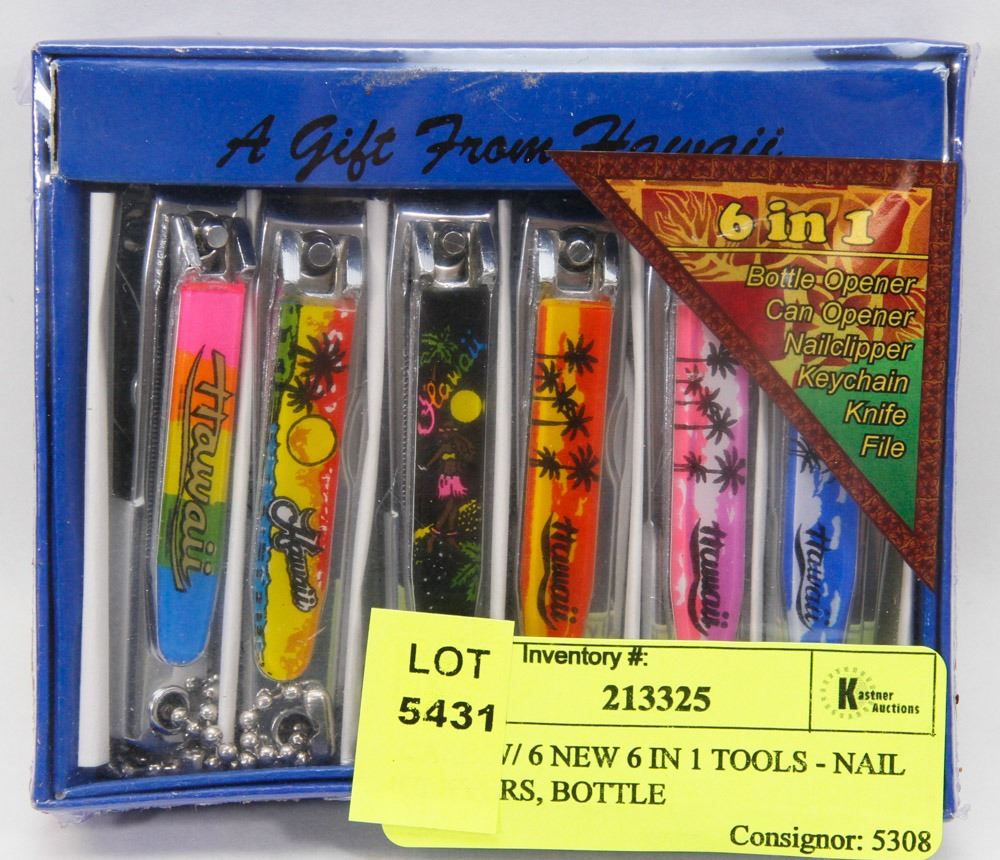 A Gift From Hawaii
6 in 1
Bottle Opener
Can Opener
Nailclipper
Keychain
Knife
File
Hawaii
Hawaii
Hawaii
Hawaii
Hawaii
Hawaii
LOT
5431
Inventory #:
213325
Kastner
Auctions
W/ 6 NEW 6 IN 1 TOOLS - NAIL
RS, BOTTLE
Consignor: 5308